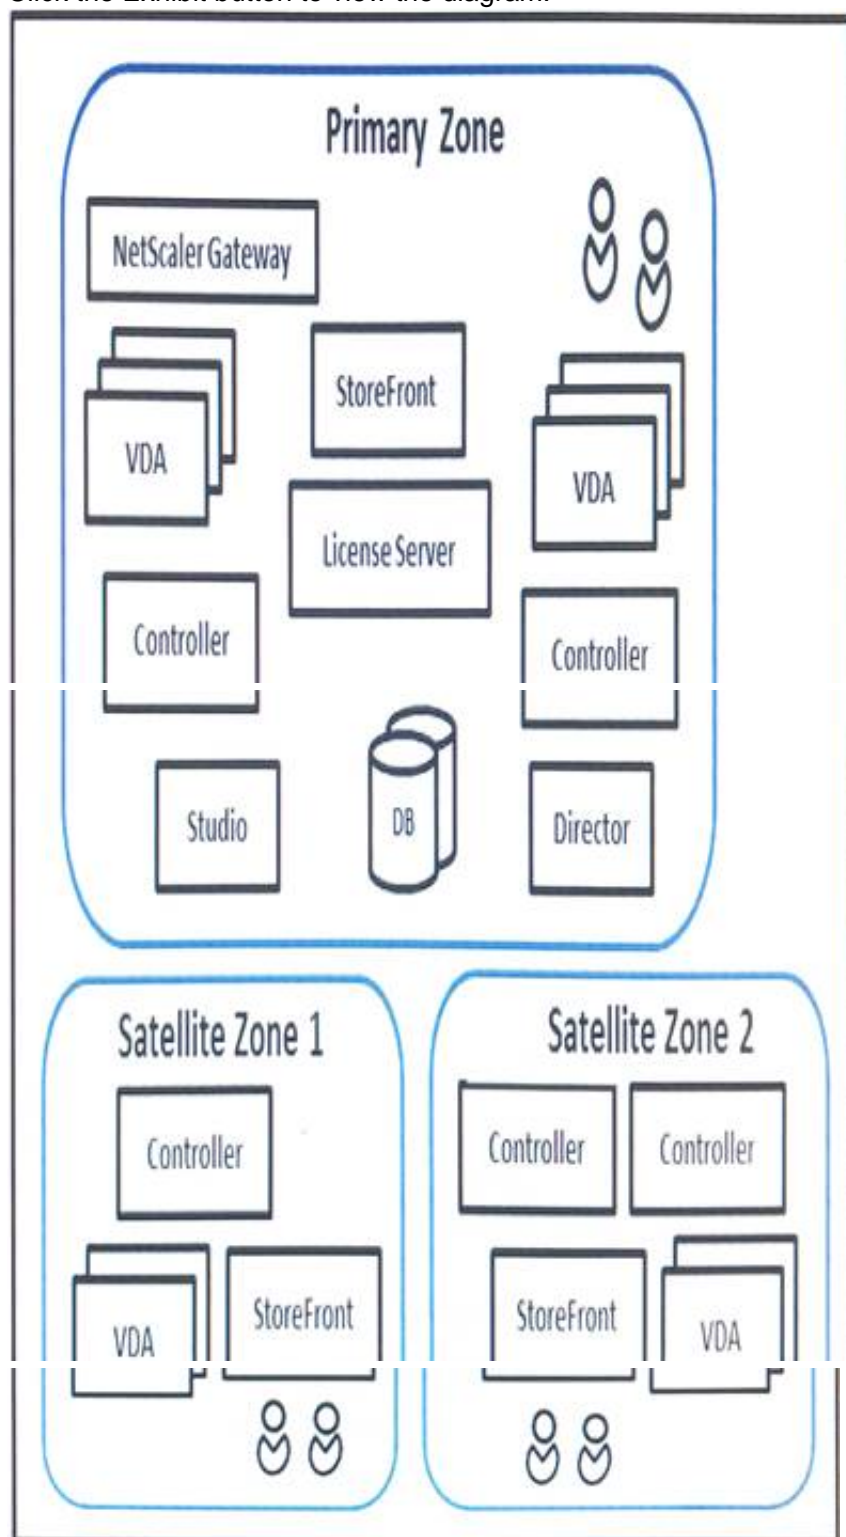 Click the Exhibit button to view the diagram.
Primary Zone
NetScaler Gateway
StoreFront
VDA
VDA
License Server
Controller
Controller
Studio
DB
Director
Satellite Zone 1
Satellite Zone 2
Controller
Controller
Controller
VDA
StoreFront
StoreFront
VDA